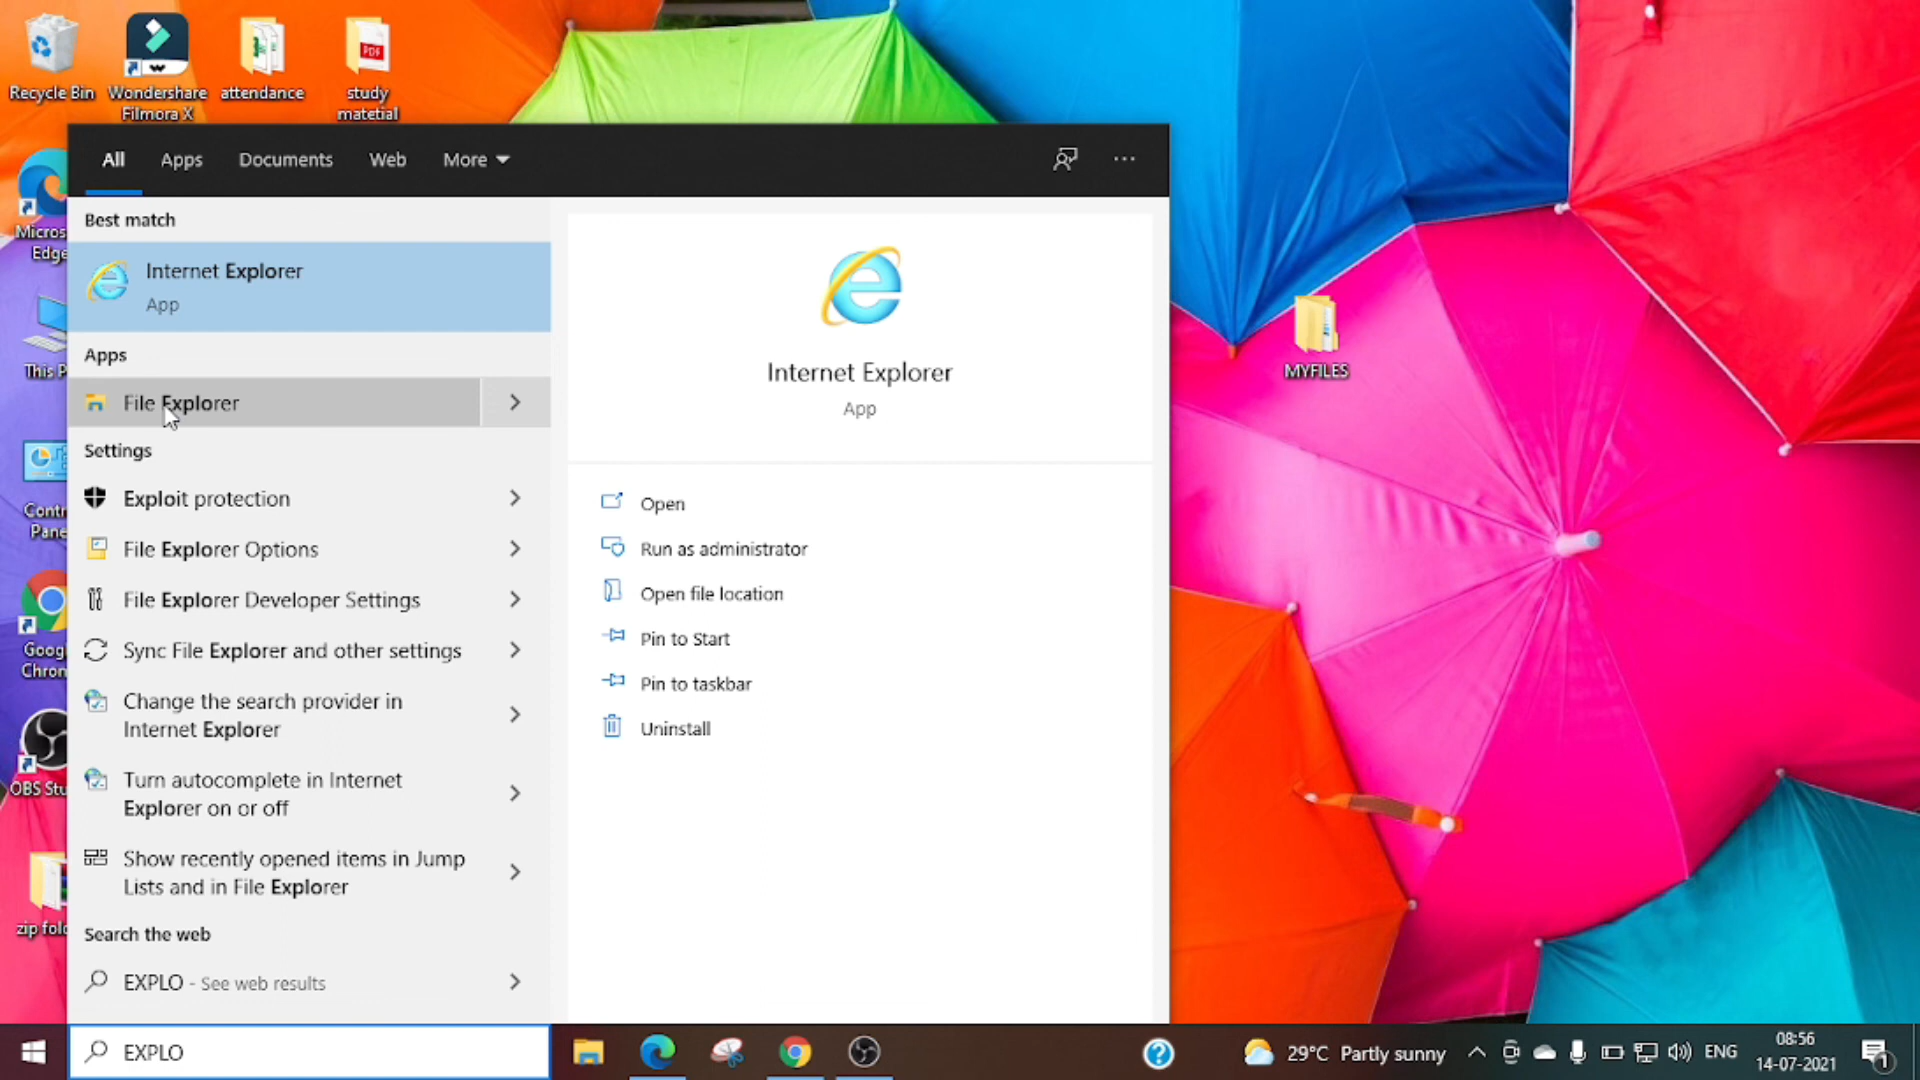 Recycle Bin
Wondershare
Filmora X
attendance
study
matetial
All Apps Documents Web More
Best match
Internet Explorer
App
Apps
File Explorer
Settings
Exploit protection
File Explorer Options
File Explorer Developer Settings
Sync File Explorer and other settings
Change the search provider in
Internet Explorer
Turn autocomplete in Internet
Explorer on or off
Show recently opened items in Jump
Lists and in File Explorer
Search the web
EXPLO - See web results
Internet Explorer
App
Open
Run as administrator
Open file location
Pin to Start
Pin to taskbar
Uninstall
Micros
Edge
This P
Contr
Pane
Goog
Chron
OBS Stu
zip fol
MYFILES
PDF
EXPLO
29°C Partly sunny
ENG
08:56
14-07-2021
1